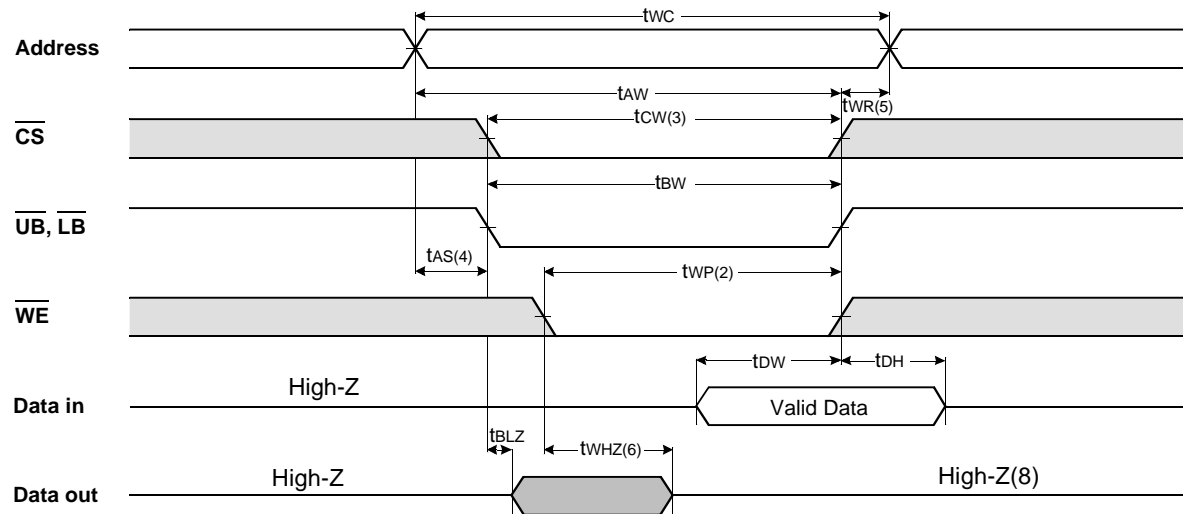 tWC
Address
tAW
tWR(5)
tCW(3)
CS
tBW
UB, LB
tAS(4)
tWP(2)
WE
tDW
tDH
High-Z
Data in
Valid Data
tBLZ
tWHZ(6)
High-Z
High-Z(8)
Data out